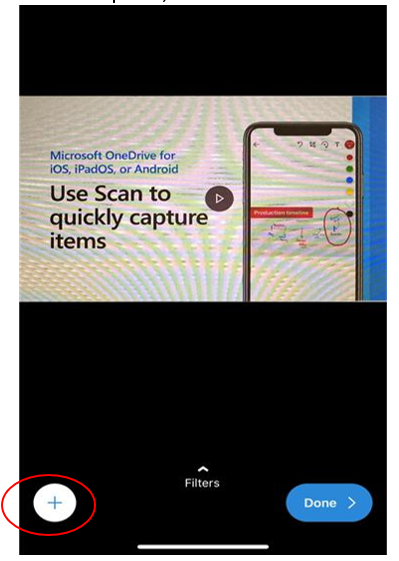 Microsoft OneDrive for
iOS, iPadOS, or Android
Use Scan to
quickly capture
items
Production timeline
Filters
Done